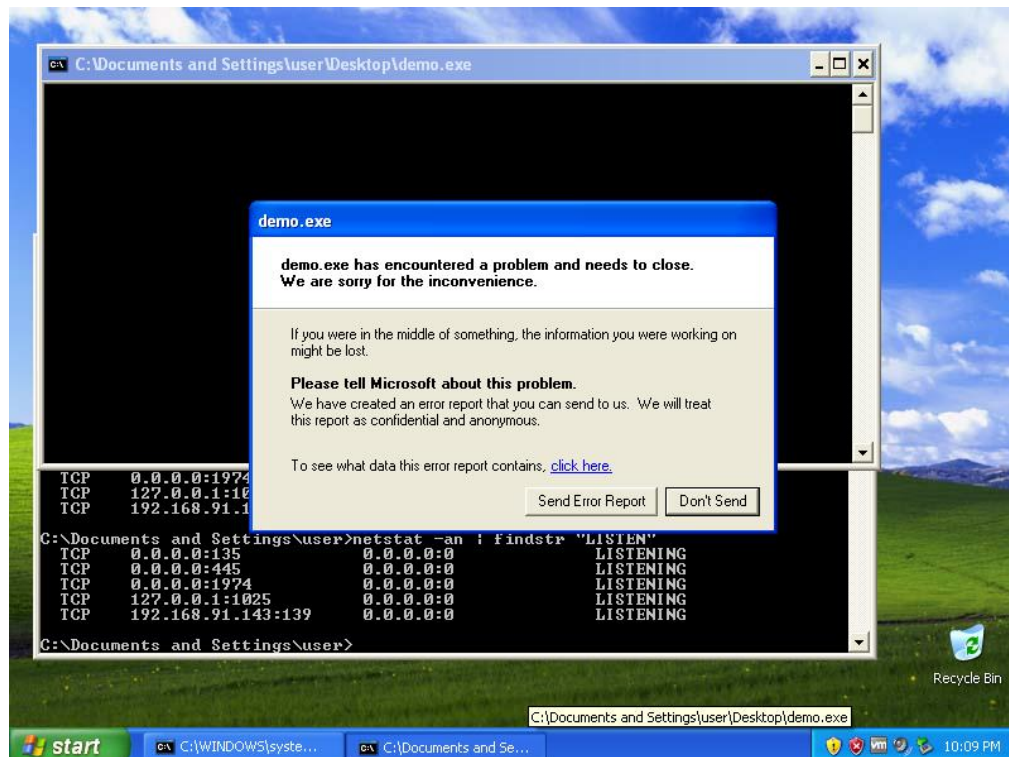 C:\Documents and Settings\user\Desktop\demo.exe
demo.exe
demo.exe has encountered a problem and needs to close.
We are sorry for the inconvenience.
If you were in the middle of something, the information you were working on
might be lost.
Please tell Microsoft about this problem.
We have created an error report that you can send to us. We will treat
this report as confidential and anonymous.
To see what data this error report contains, click here.
Send Error Report Don't Send
TCP 0.0.0.0:1974
TCP 127.0.0.1:10
TCP 192.168.91.1
C:\Documents and Settings\user>netstat -an | findstr "LISTEN"
TCP 0.0.0.0:135 0.0.0.0:0 LISTENING
TCP 0.0.0.0:445 0.0.0.0:0 LISTENING
TCP 0.0.0.0:1974 0.0.0.0:0 LISTENING
TCP 127.0.0.1:1025 0.0.0.0:0 LISTENING
TCP 192.168.91.143:139 0.0.0.0:0 LISTENING
C:\Documents and Settings\user>
Recycle Bin
C:\Documents and Settings\user\Desktop\demo.exe
start C:\WINDOWS\syste... C:\Documents and Se... 10:09 PM